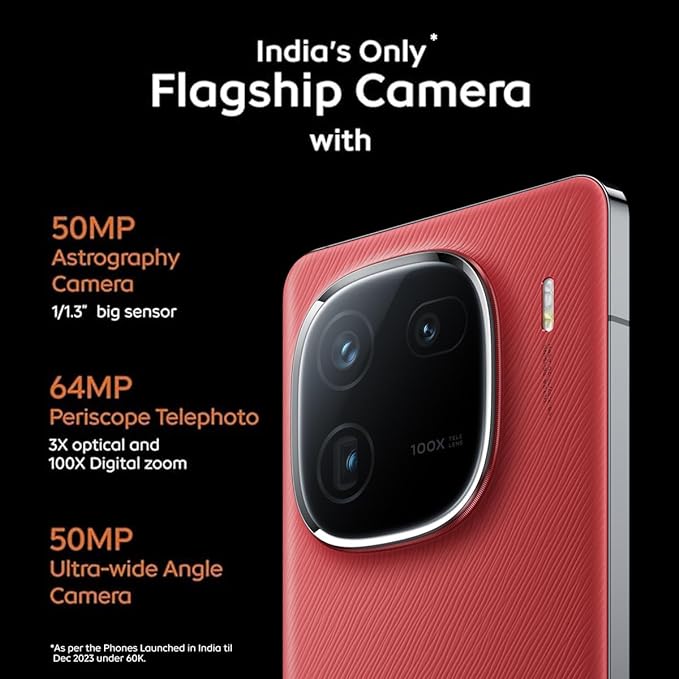 India's Only*
Flagship Camera
with
50MP
Astrography
Camera
1/1.3" big sensor
64MP
Periscope Telephoto
3X optical and
100X Digital zoom
50MP
Ultra-wide Angle
Camera
100X TELE
LENS
*As per the Phones Launched in India til
Dec 2023 under 60K.